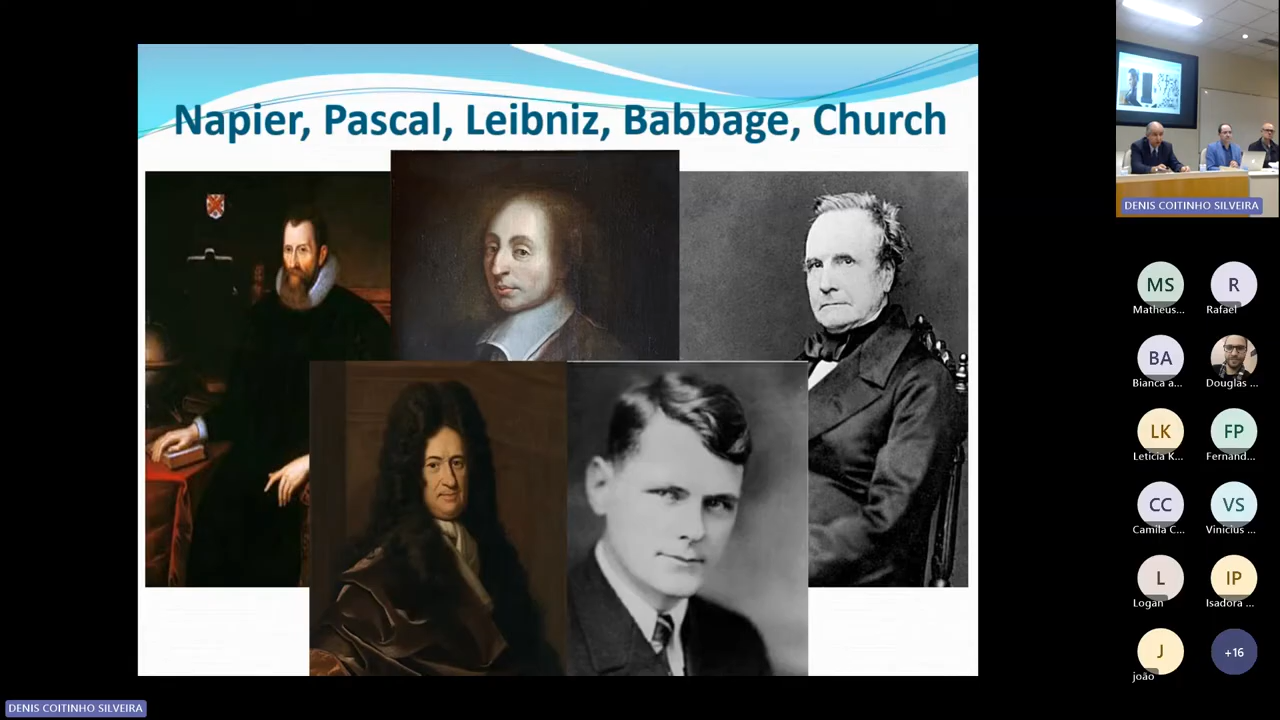 Napier, Pascal, Leibniz, Babbage, Church
DENIS COITINHO SILVEIRA
MS
Matheus...
R
Rafael
BA
Bianca a...
Douglas ...
LK
Leticia K...
FP
Fernand...
CC
Camila C...
VS
Vinicius ...
L
Logan
IP
Isadora ...
J
joão
+16
DENIS COITINHO SILVEIRA